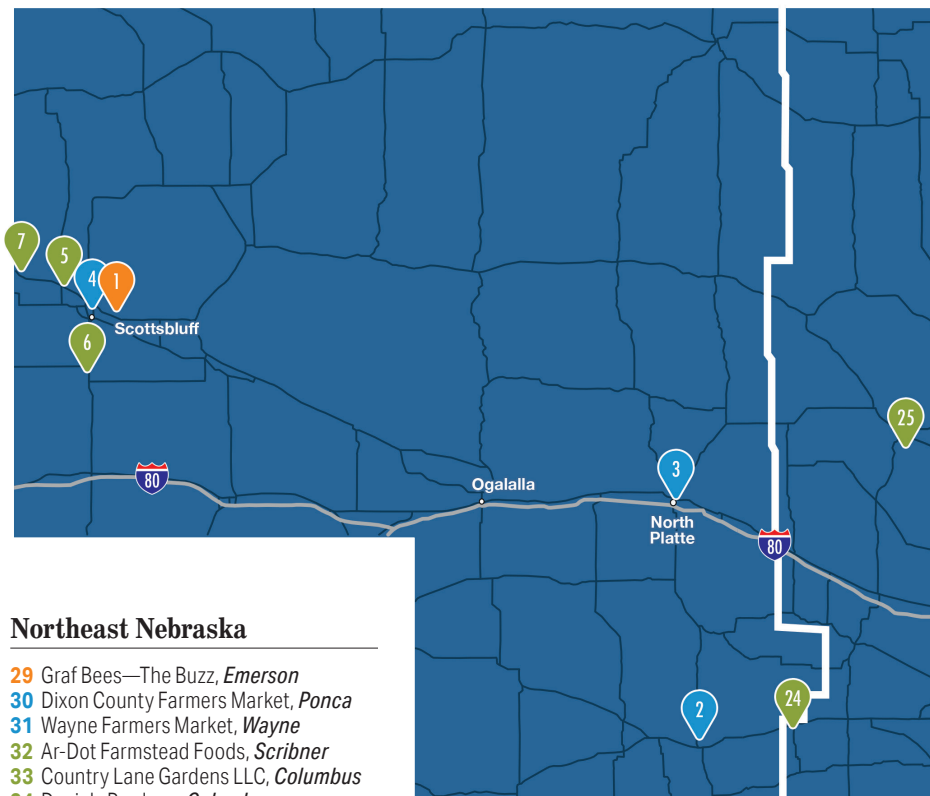 7
5
4
1
Scottsbluff
6
25
80
Ogalalla
3
North
Platte
80
2
24
Northeast Nebraska
29 Graf Bees—The Buzz, Emerson
30 Dixon County Farmers Market, Ponca
31 Wayne Farmers Market, Wayne
32 Ar-Dot Farmstead Foods, Scribner
33 Country Lane Gardens LLC, Columbus